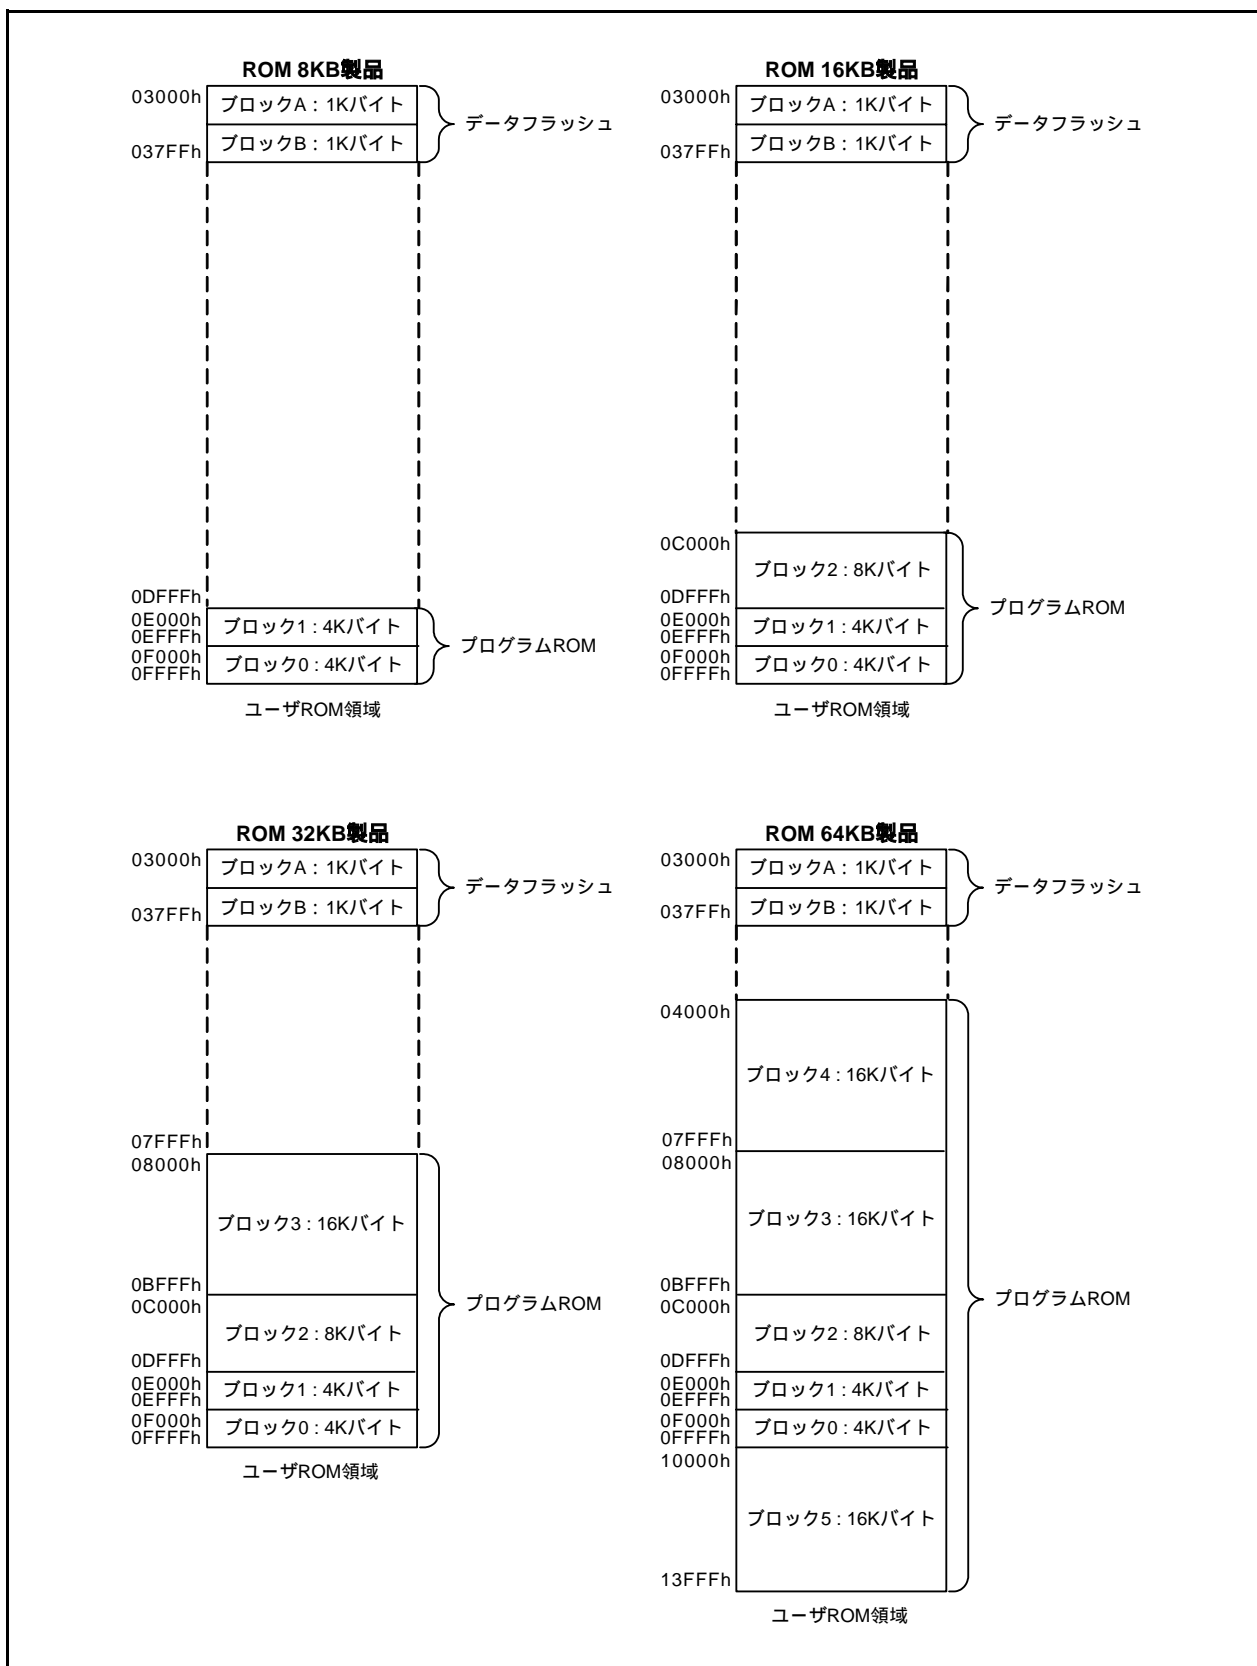 ROM 8KB製品
03000h
ブロックA : 1Kバイト
ブロックB : 1Kバイト
037FFh
データフラッシュ
0DFFFh
0E000h
0EFFFh
ブロック1 : 4Kバイト
0F000h
0FFFFh
ブロック0 : 4Kバイト
プログラムROM
ユーザROM領域
ROM 16KB製品
03000h
ブロックA : 1Kバイト
ブロックB : 1Kバイト
037FFh
データフラッシュ
0C000h
ブロック2 : 8Kバイト
0DFFFh
0E000h
0EFFFh
ブロック1 : 4Kバイト
0F000h
0FFFFh
ブロック0 : 4Kバイト
プログラムROM
ユーザROM領域
ROM 32KB製品
03000h
ブロックA : 1Kバイト
ブロックB : 1Kバイト
037FFh
データフラッシュ
07FFFh
08000h
ブロック3 : 16Kバイト
0BFFFh
0C000h
ブロック2 : 8Kバイト
0DFFFh
0E000h
0EFFFh
ブロック1 : 4Kバイト
0F000h
0FFFFh
ブロック0 : 4Kバイト
プログラムROM
ユーザROM領域
ROM 64KB製品
03000h
ブロックA : 1Kバイト
ブロックB : 1Kバイト
037FFh
データフラッシュ
04000h
ブロック4 : 16Kバイト
07FFFh
08000h
ブロック3 : 16Kバイト
0BFFFh
0C000h
ブロック2 : 8Kバイト
0DFFFh
0E000h
0EFFFh
ブロック1 : 4Kバイト
0F000h
0FFFFh
ブロック0 : 4Kバイト
10000h
ブロック5 : 16Kバイト
13FFFh
プログラムROM
ユーザROM領域